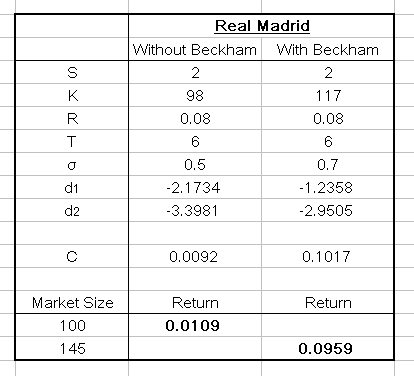 Real Madrid
Without Beckham With Beckham
S 2 2
K 98 117
R 0.08 0.08
T 6 6
σ 0.5 0.7
d1 -2.1734 -1.2358
d2 -3.3981 -2.9505
C 0.0092 0.1017
Market Size Return Return
100 0.0109
145 0.0959